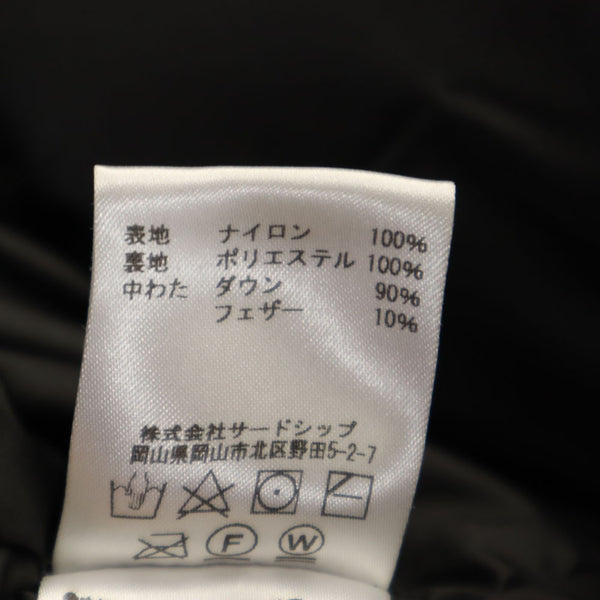 表地 ナイロン 100%
裏地 ポリエステル 100%
中わた ダウン 90%
フェザー 10%
株式会社サードシップ
岡山県岡山市北区野田5-2-7
F W